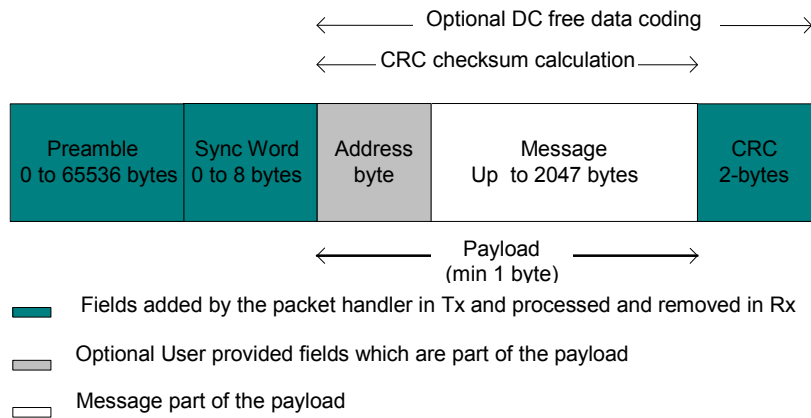 Optional DC free data coding
CRC checksum calculation
Preamble
0 to 65536 bytes
Sync Word
0 to 8 bytes
Address
byte
Message
Up to 2047 bytes
CRC
2-bytes
Payload
(min 1 byte)
Fields added by the packet handler in Tx and processed and removed in Rx
Optional User provided fields which are part of the payload
Message part of the payload